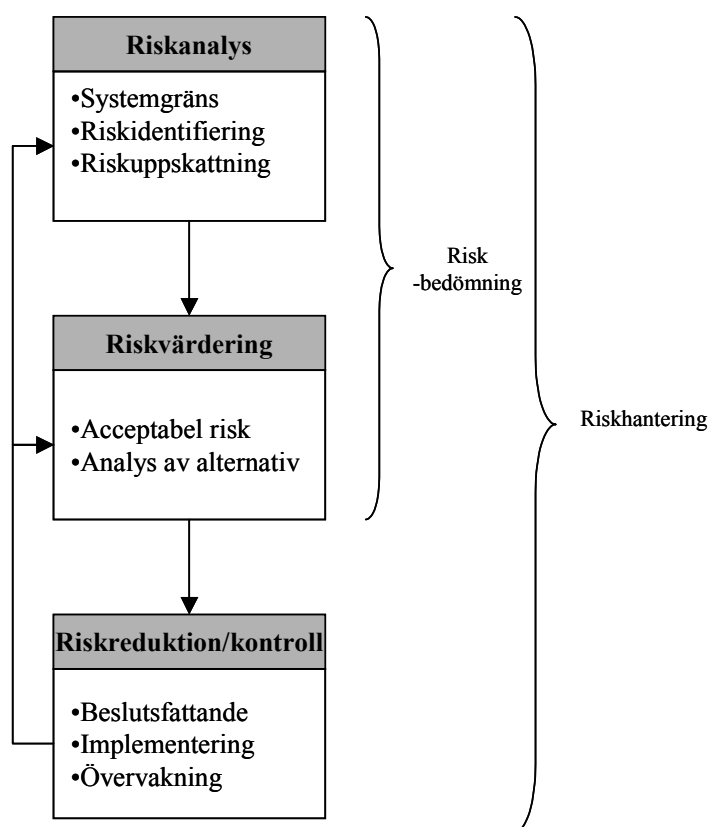 Riskanalys
•Systemgräns
•Riskidentifiering
•Riskuppskattning
Risk
-bedömning
Riskvärdering
•Acceptabel risk
•Analys av alternativ
Riskhantering
Riskreduktion/kontroll
•Beslutsfattande
•Implementering
•Övervakning